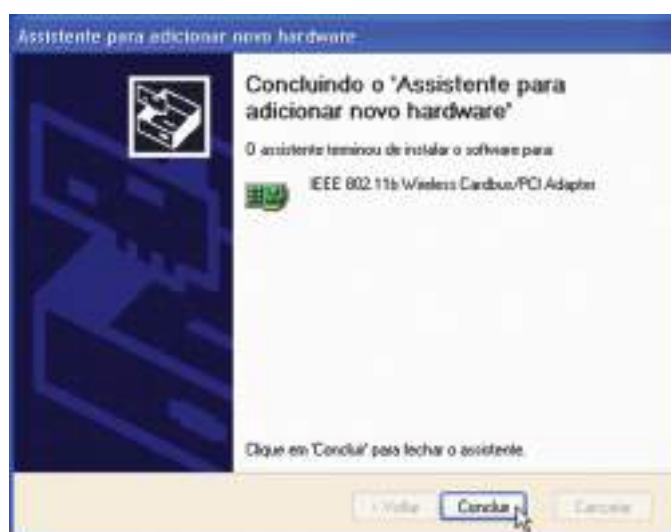 Assistente para adicionar novo hardware
Concluindo o "Assistente para
adicionar novo hardware"
O assistente terminou de instalar o software para:
IEEE 802.11b Wireless Cardbus/PCI Adapter
Clique em 'Concluir' para fechar o assistente.
< Voltar Concluir Cancelar